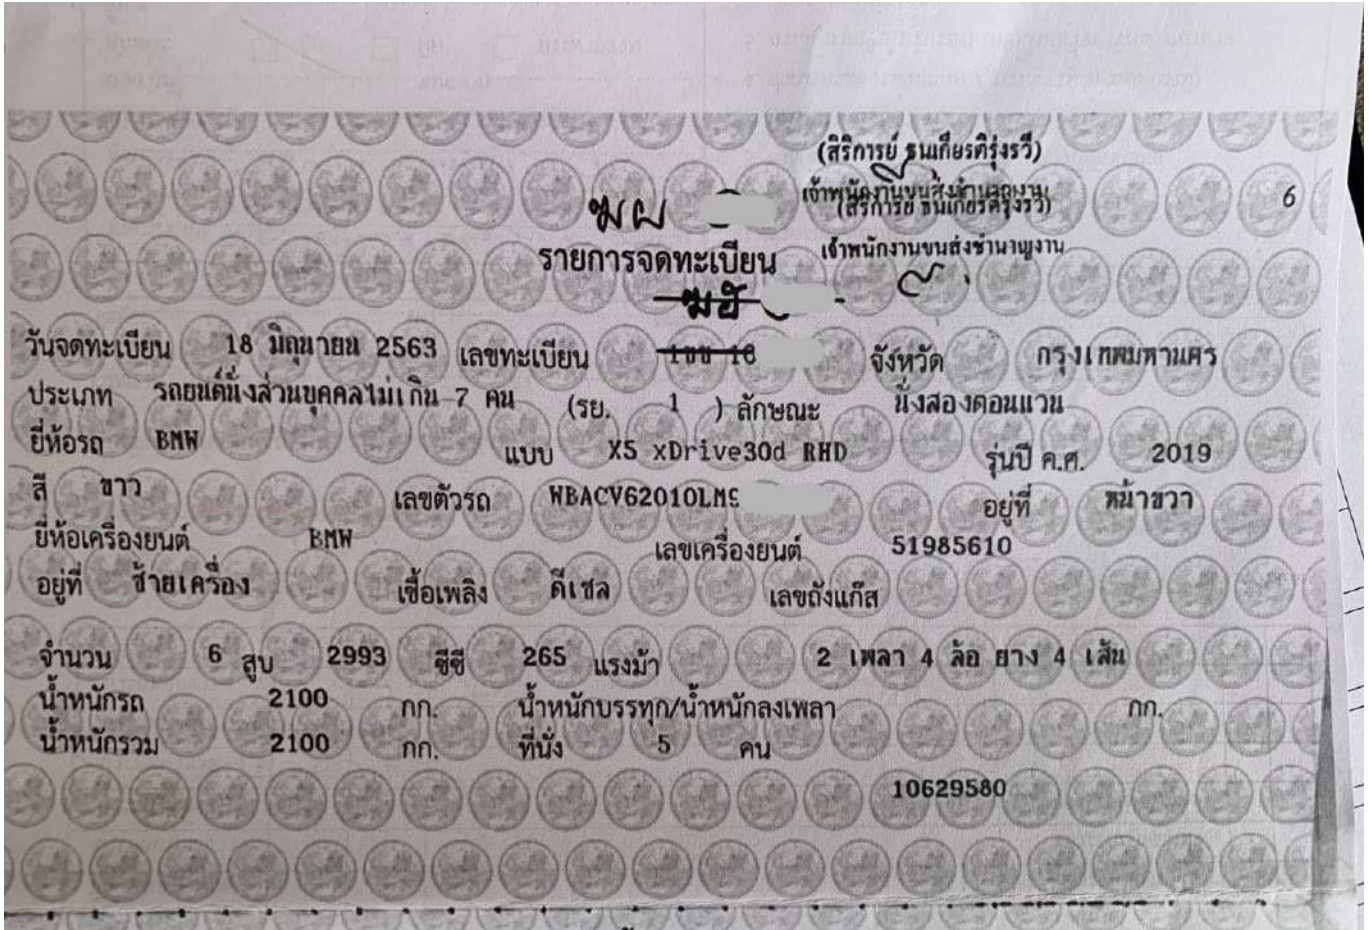 (สิริการย์ ธนเกียรติรุ่งรวี)
เจ้าพนักงานขนส่งชำนาญงาน
6
ฆผ
(สิริการย์ ธนเกียรติรุ่งรวี)
รายการจดทะเบียน
เจ้าพนักงานขนส่งชำนาญงาน
วันจดทะเบียน 18 มิถุนายน 2563 เลขทะเบียน จังหวัด กรุงเทพมหานคร
ประเภท รถยนต์นั่งส่วนบุคคลไม่เกิน 7 คน (รย. 1 ) ลักษณะ นั่งสองตอนแวน
ยี่ห้อรถ BMW แบบ X5 xDrive30d RHD รุ่นปี ค.ศ. 2019
สี ขาว เลขตัวรถ WBACV62010LM9 อยู่ที่ หน้าขวา
ยี่ห้อเครื่องยนต์ BMW เลขเครื่องยนต์ 51985610
อยู่ที่ ซ้ายเครื่อง เชื้อเพลิง ดีเซล เลขถังแก๊ส
จำนวน 6 สูบ 2993 ซีซี 265 แรงม้า 2 เพลา 4 ล้อ ยาง 4 เส้น
น้ำหนักรถ 2100 กก. น้ำหนักบรรทุก/น้ำหนักลงเพลา กก.
น้ำหนักรวม 2100 กก. ที่นั่ง 5 คน
10629580